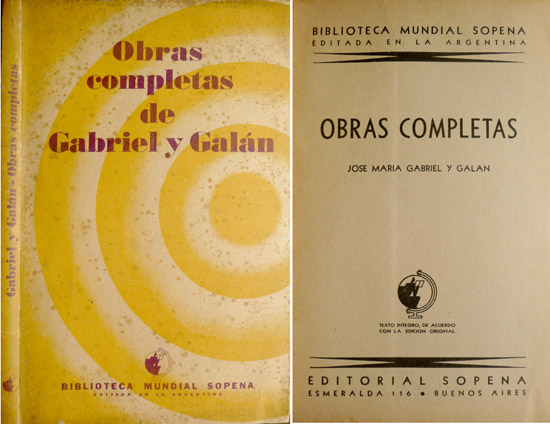 Gabriel y Galán - Obras completas
Obras
completas
de
Gabriel y Galán
BIBLIOTECA MUNDIAL SOPENA
EDITADA EN LA ARGENTINA
BIBLIOTECA MUNDIAL SOPENA
EDITADA EN LA ARGENTINA
OBRAS COMPLETAS
JOSE MARIA GABRIEL Y GALAN
TEXTO INTEGRO, DE ACUERDO
CON LA EDICION ORIGINAL
EDITORIAL SOPENA
ESMERALDA 116 • BUENOS AIRES